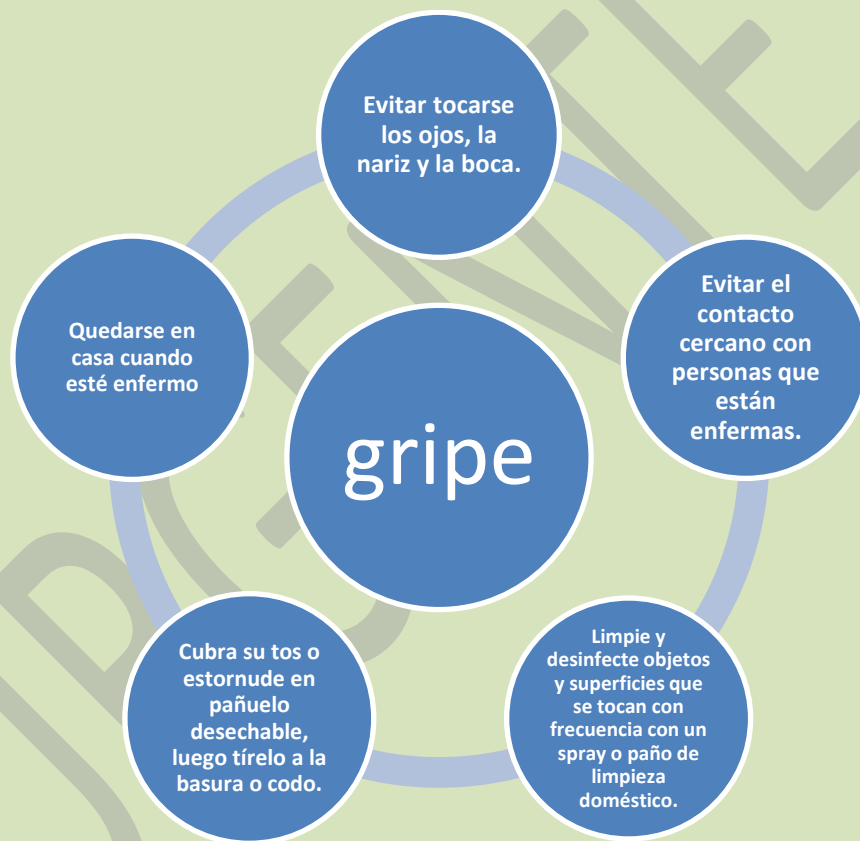 Evitar tocarse
los ojos, la
nariz y la boca.
Evitar el
contacto
cercano con
personas que
están
enfermas.
Limpie y
desinfecte objetos
y superficies que
se tocan con
frecuencia con un
spray o paño de
limpieza
doméstico.
Cubra su tos o
estornude en
pañuelo
desechable,
luego tírelo a la
basura o codo.
Quedarse en
casa cuando
esté enfermo
gripe